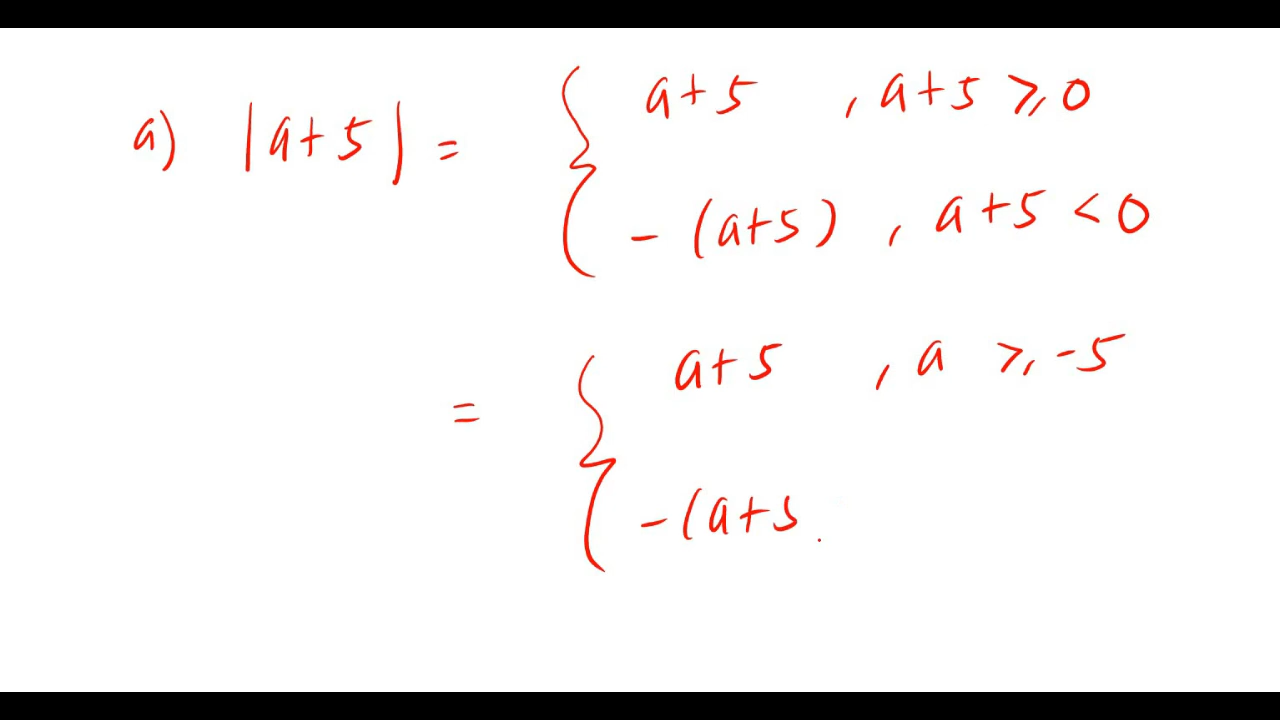 a) |a+5| = { a+5 , a+5 ≥ 0
-(a+5) , a+5 < 0
= { a+5 , a ≥ -5
-(a+5